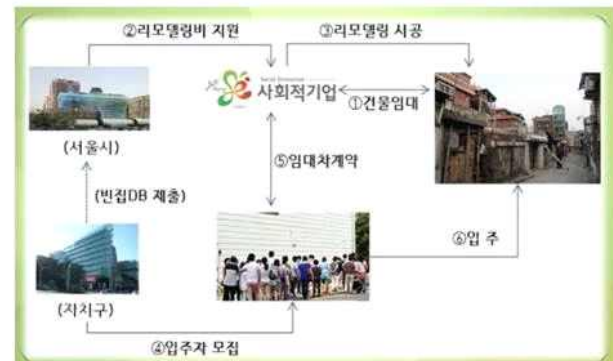 ②리모델링비 지원
③리모델링 시공
Social Enterprise
사회적기업
①건물임대
(서울시)
⑤임대차계약
(빈집DB 제출)
⑥입 주
(자치구)
④입주자 모집